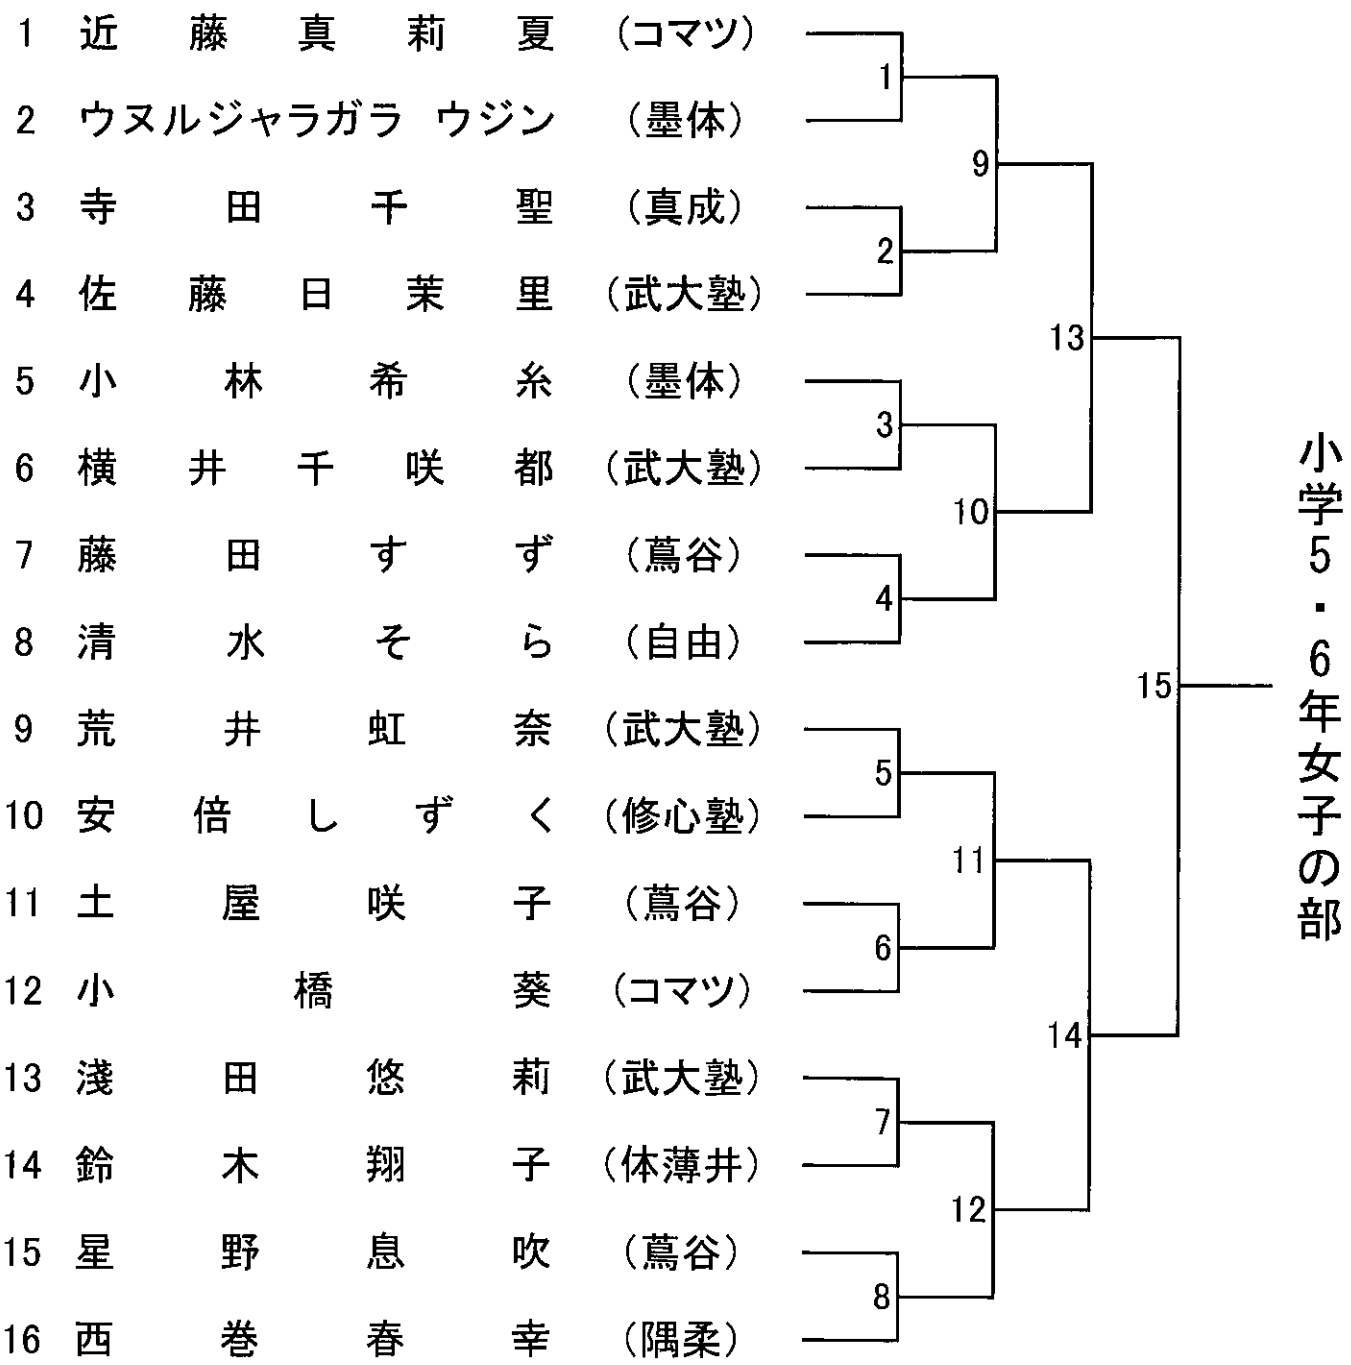 1 近藤真莉夏 (コマツ)
2 ウヌルジャラガラ ウジン (墨体)
3 寺田千聖 (真成)
4 佐藤日茉里 (武大塾)
5 小林希糸 (墨体)
6 横井千咲都 (武大塾)
7 藤田すず (蔦谷)
8 清水そら (自由)
9 荒井虹奈 (武大塾)
10 安倍しずく (修心塾)
11 土屋咲子 (蔦谷)
12 小橋葵 (コマツ)
13 淺田悠莉 (武大塾)
14 鈴木翔子 (体薄井)
15 星野息吹 (蔦谷)
16 西巻春幸 (隅柔)
1
2
3
4
5
6
7
8
9
10
11
12
13
14
15
小学5・6年女子の部